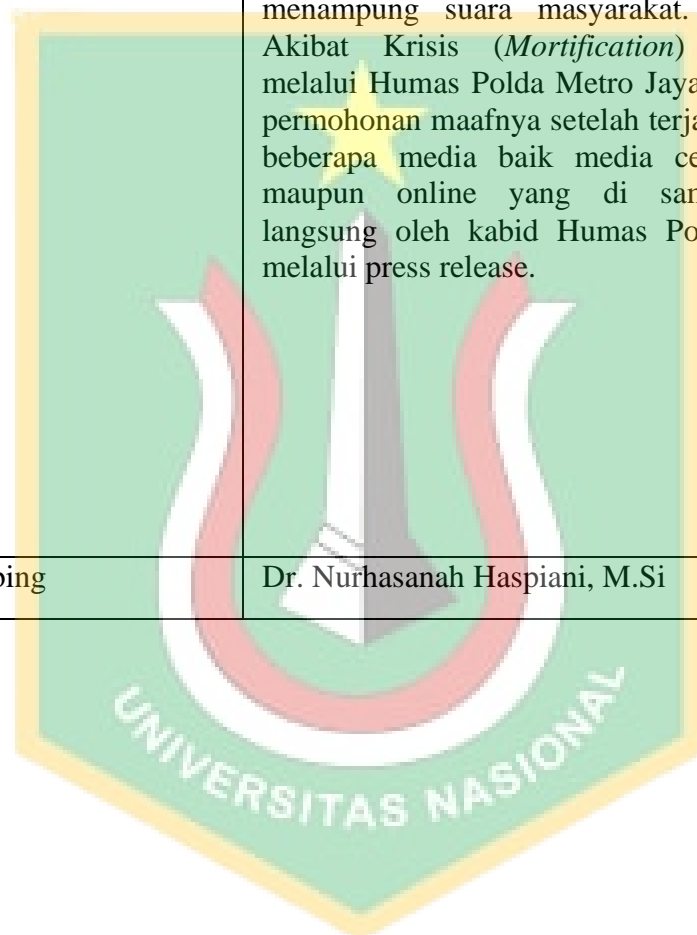 menampung suara masyarakat.
Akibat Krisis (Mortification)
melalui Humas Polda Metro Jaya
permohonan maafnya setelah
beberapa media baik media
maupun online yang di
langsung oleh kabid Humas
melalui press release.
Dr. Nurhasanah Haspiani, M.Si
UNIVERSITAS NASIONAL